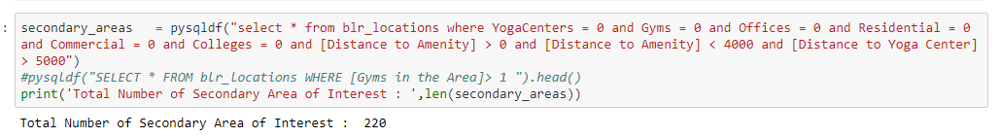 : secondary_areas   = pysqldf("select * from blr_locations where YogaCenters = 0 and Gyms = 0 and Offices = 0 and Residential = 0
and Commercial = 0 and Colleges = 0 and [Distance to Amenity] > 0 and [Distance to Amenity] < 4000 and [Distance to Yoga Center]
> 5000")
#pysqldf("SELECT * FROM blr_locations WHERE [Gyms in the Area]> 1 ").head()
print('Total Number of Secondary Area of Interest : ',len(secondary_areas))
Total Number of Secondary Area of Interest :  220